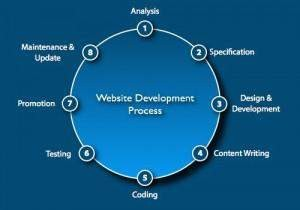 Analysis
1
2
Specification
3
Design &
Development
4
Content Writing
5
Coding
6
Testing
7
Promotion
8
Maintenance &
Update
Website Development
Process